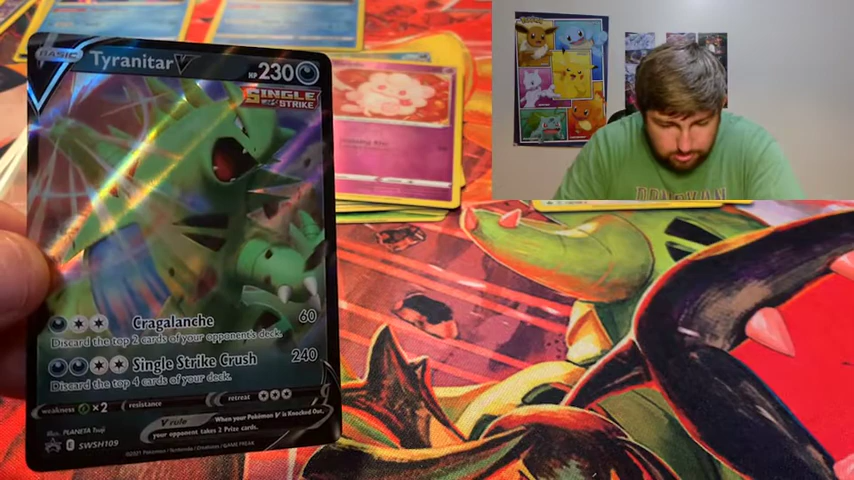 BASIC
Tyranitar V
HP 230
SINGLE
STRIKE
Cragalanche 60
Discard the top 2 cards of your opponent's deck.
Single Strike Crush 240
Discard the top 4 cards of your deck.
weakness ×2 resistance retreat
V rule When your Pokémon V is Knocked Out,
your opponent takes 2 Prize cards.
Illus. PLANETA Tsuji
SWSH109
©2021 Pokémon / Nintendo / Creatures / GAME FREAK